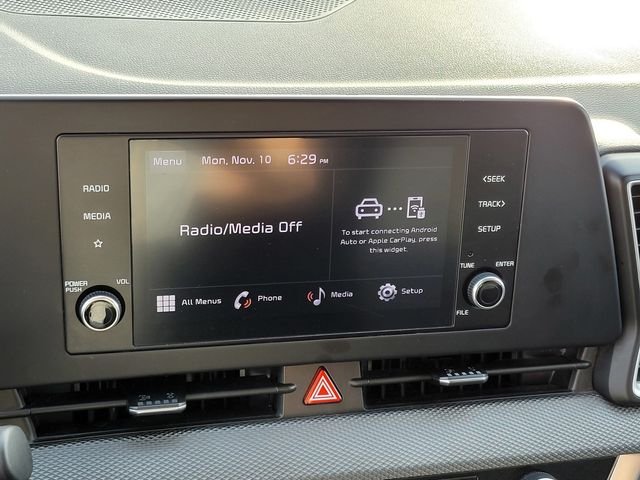 Menu Mon, Nov. 10 6:29 PM
RADIO
MEDIA
POWER
PUSH
VOL
Radio/Media Off
To start connecting Android
Auto or Apple CarPlay, press
this widget.
All Menus
Phone
Media
Setup
<SEEK
TRACK>
SETUP
TUNE
ENTER
FILE